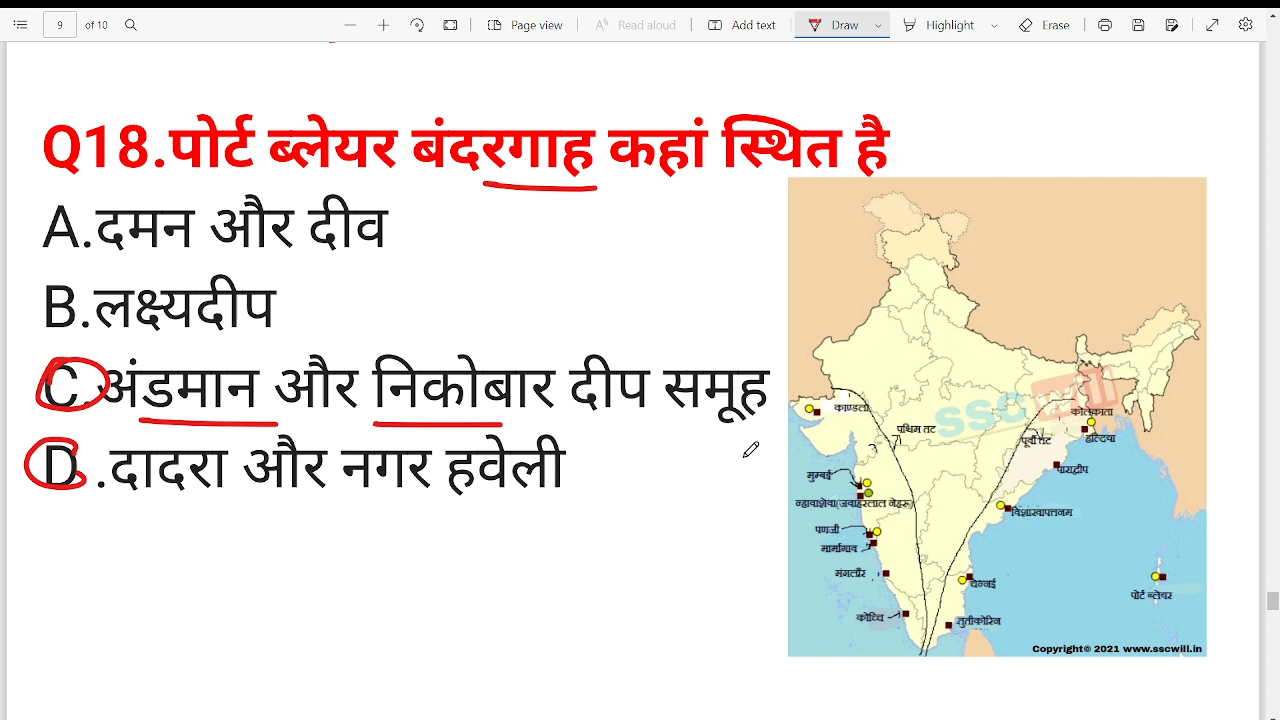 9 of 10 Page view Read aloud Add text Draw Highlight Erase
Q18.पोर्ट ब्लेयर बंदरगाह कहां स्थित है
A.दमन और दीव
B.लक्ष्यदीप
C.अंडमान और निकोबार दीप समूह
D .दादरा और नगर हवेली
sscwill
काण्डला
कोलकाता
पश्चिम तट
पूर्वी तट
हल्दिया
पाराद्वीप
मुम्बई
न्हावाशेवा(जवाहरलाल नेहरू)
विशाखापत्तनम
पणजी
मार्मागाव
मंगलौर
चेन्नई
पोर्ट ब्लेयर
कोच्चि
तुतीकोरिन
Copyright© 2021 www.sscwill.in